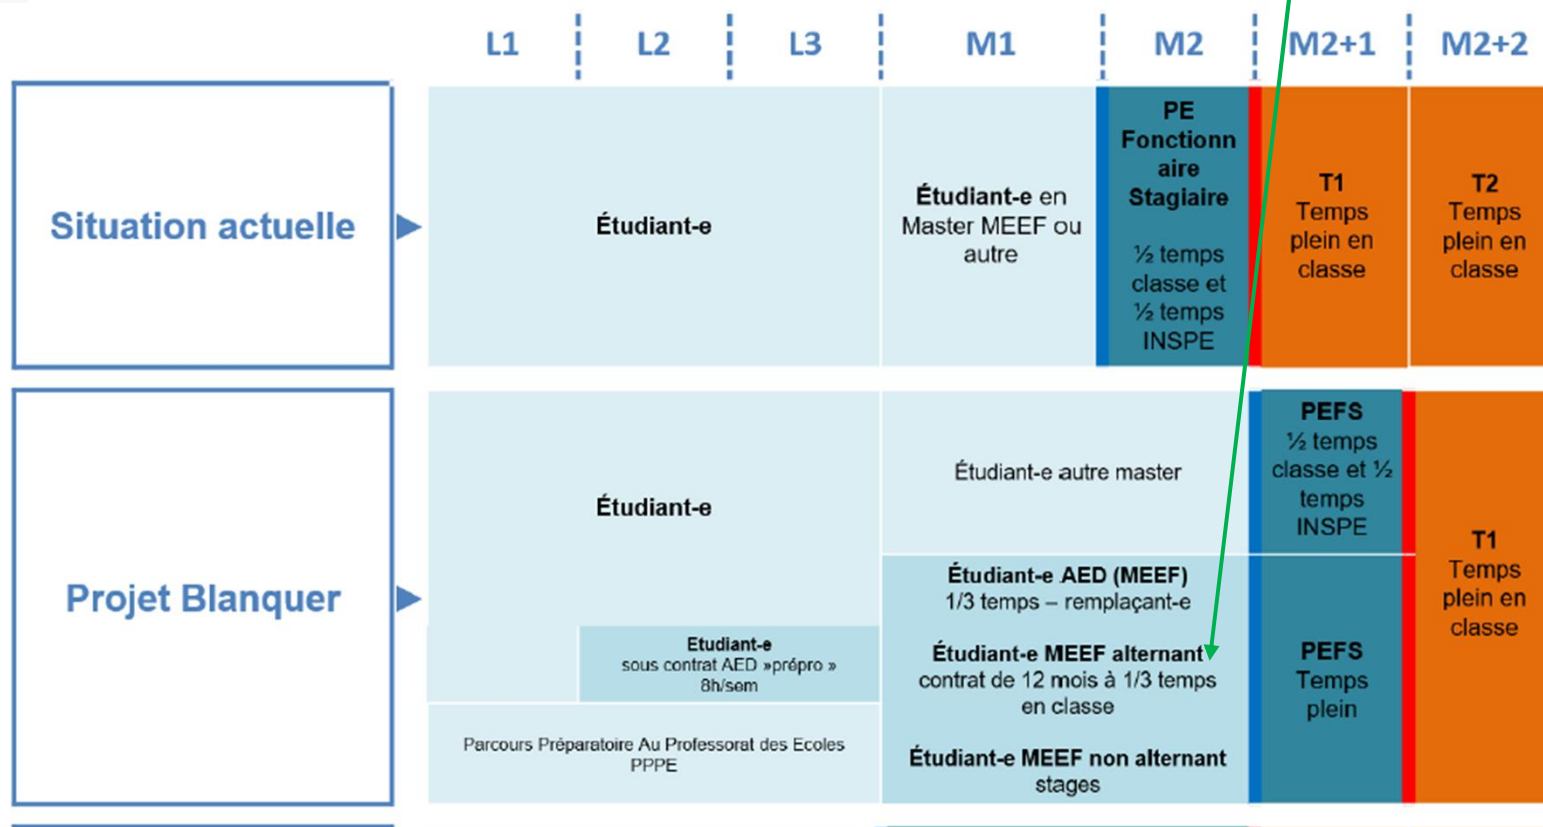 L1 L2 L3 M1 M2 M2+1 M2+2
Situation actuelle
Étudiant-e
Étudiant-e en
Master MEEF ou
autre
PE
Fonctionn
aire
Stagiaire
½ temps
classe et
½ temps
INSPE
T1
Temps
plein en
classe
T2
Temps
plein en
classe
Projet Blanquer
Étudiant-e
Etudiant-e
sous contrat AED »prépro »
8h/sem
Parcours Préparatoire Au Professorat des Ecoles
PPPE
Étudiant-e autre master
Étudiant-e AED (MEEF)
1/3 temps – remplaçant-e
Étudiant-e MEEF alternant
contrat de 12 mois à 1/3 temps
en classe
Étudiant-e MEEF non alternant
stages
PEFS
½ temps
classe et ½
temps
INSPE
PEFS
Temps
plein
T1
Temps
plein en
classe